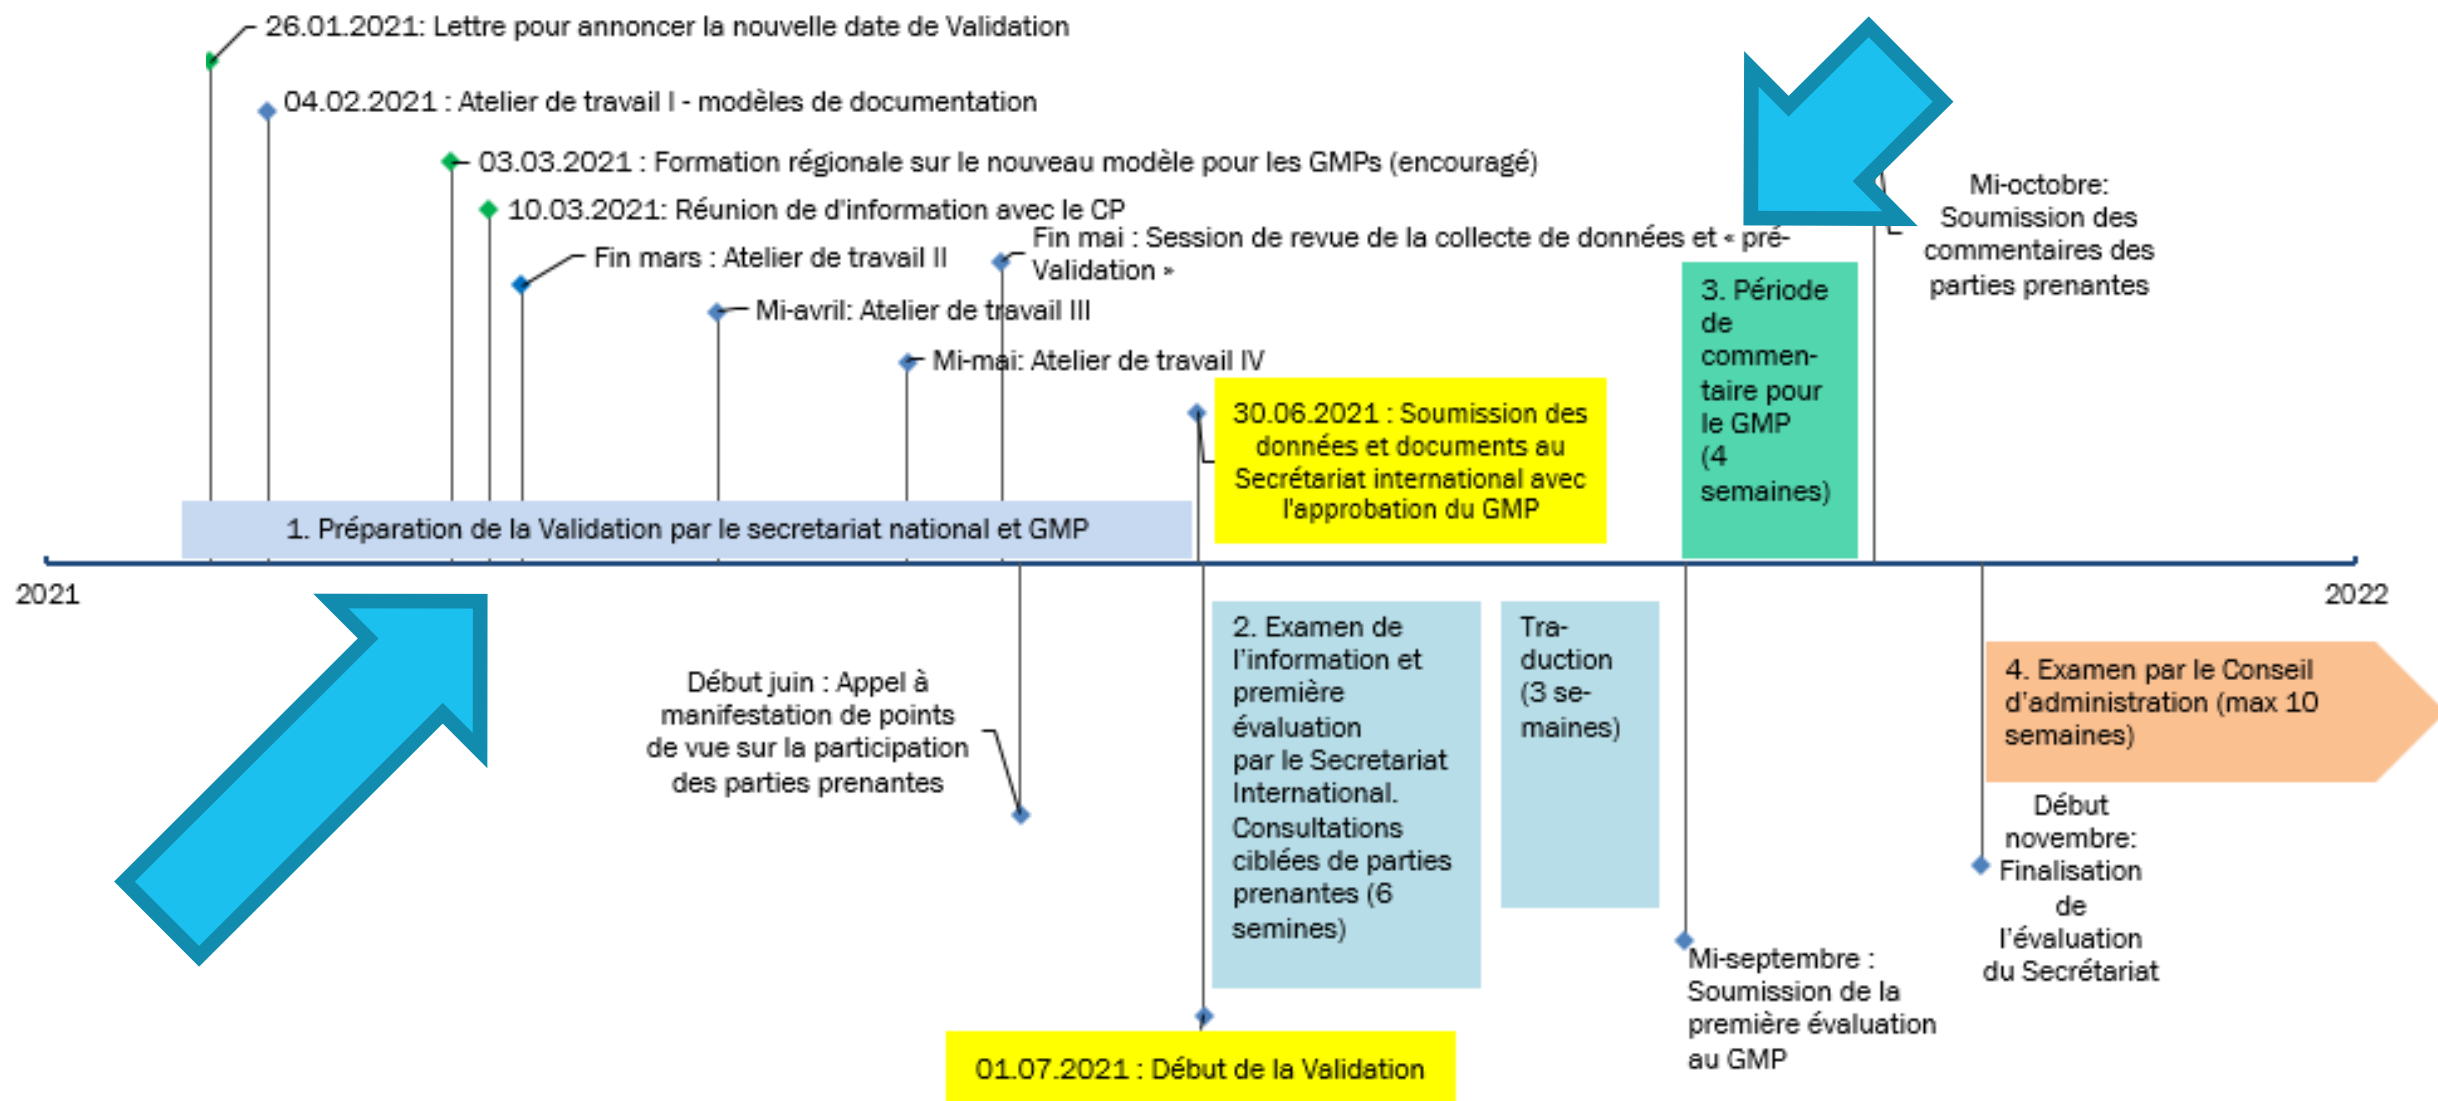 26.01.2021: Lettre pour annoncer la nouvelle date de Validation
04.02.2021 : Atelier de travail I - modèles de documentation
03.03.2021 : Formation régionale sur le nouveau modèle pour les GMPs (encouragé)
10.03.2021: Réunion de d'information avec le CP
Fin mars : Atelier de travail II
Fin mai : Session de revue de la collecte de données et « pré-
Validation »
Mi-avril: Atelier de travail III
Mi-mai: Atelier de travail IV
30.06.2021 : Soumission des
données et documents au
Secrétariat international avec
l'approbation du GMP
3. Période
de
commen-
taire pour
le GMP
(4
semaines)
Mi-octobre:
Soumission des
commentaires des
parties prenantes
1. Préparation de la Validation par le secretariat national et GMP
2021
2022
Début juin : Appel à
manifestation de points
de vue sur la participation
des parties prenantes
2. Examen de
l'information et
première
évaluation
par le Secretariat
International.
Consultations
ciblées de parties
prenantes (6
semines)
Tra-
duction
(3 se-
maines)
4. Examen par le Conseil
d'administration (max 10
semaines)
Début
novembre:
Finalisation
de
l'évaluation
du Secrétariat
Mi-septembre :
Soumission de la
première évaluation
au GMP
01.07.2021 : Début de la Validation